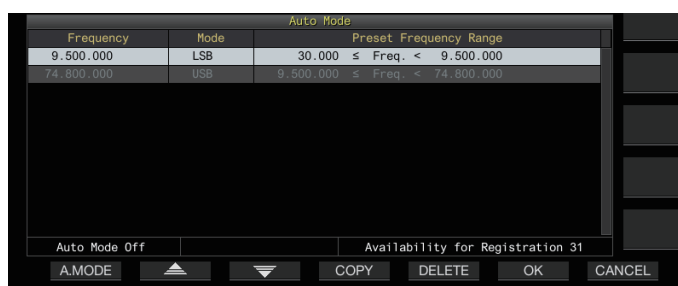 Auto Mode
Frequency Mode Preset Frequency Range
9.500.000 LSB 30.000 ≤ Freq. < 9.500.000
74.800.000 USB 9.500.000 ≤ Freq. < 74.800.000
Auto Mode Off Availability for Registration 31
A.MODE COPY DELETE OK CANCEL